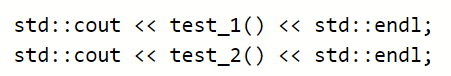 std::cout << test_1() << std::endl;
std::cout << test_2() << std::endl;